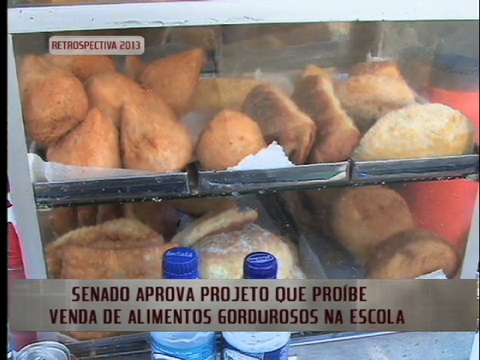 RETROSPECTIVA 2013
SENADO APROVA PROJETO QUE PROÍBE
VENDA DE ALIMENTOS GORDUROSOS NA ESCOLA